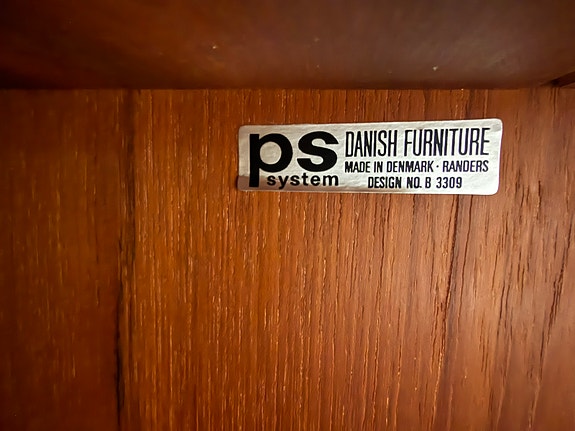 ps system
DANISH FURNITURE
MADE IN DENMARK · RANDERS
DESIGN NO. B 3309